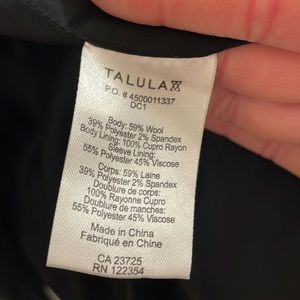 TALULA
P.O. # 4500011337
DC1
Body: 59% Wool
39% Polyester 2% Spandex
Body Lining: 100% Cupro Rayon
Sleeve Lining:
55% Polyester 45% Viscose
Corps: 59% Laine
39% Polyester 2% Spandex
Doublure de corps:
100% Rayonne Cupro
Doublure de manches:
55% Polyester 45% Viscose
Made in China
Fabriqué en Chine
CA 23725
RN 122354